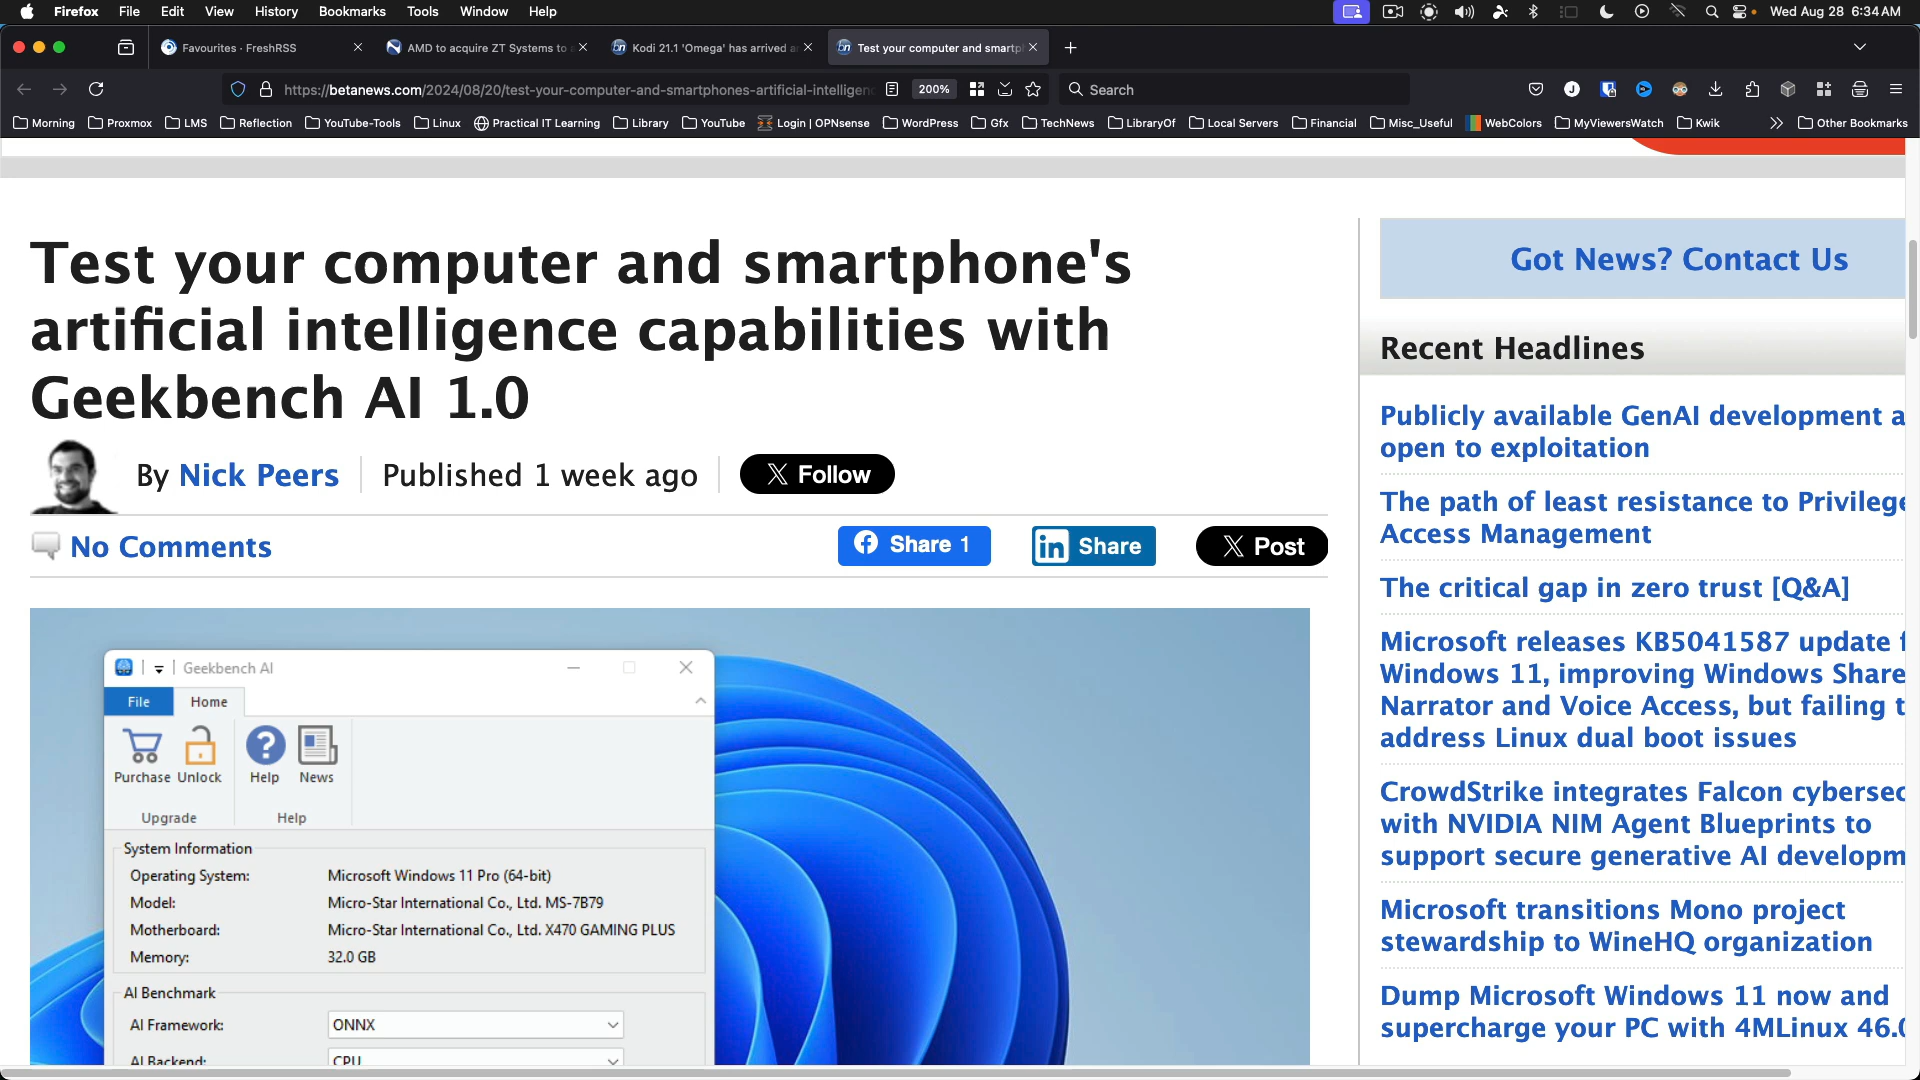 Firefox File Edit View History Bookmarks Tools Window Help Wed Aug 28 6:34 AM
Favourites · FreshRSS AMD to acquire ZT Systems to Kodi 21.1 'Omega' has arrived Test your computer and smartp
https://betanews.com/2024/08/20/test-your-computer-and-smartphones-artificial-intelligen 200% Search
Morning Proxmox LMS Reflection YouTube-Tools Linux Practical IT Learning Library YouTube Login | OPNsense WordPress Gfx TechNews LibraryOf Local Servers Financial Misc_Useful WebColors MyViewersWatch Kwik Other Bookmarks
Test your computer and smartphone's
artificial intelligence capabilities with
Geekbench AI 1.0
By Nick Peers Published 1 week ago X Follow
No Comments Share 1 in Share X Post
Geekbench AI
File Home
Purchase Unlock Help News
Upgrade Help
System Information
Operating System: Microsoft Windows 11 Pro (64-bit)
Model: Micro-Star International Co., Ltd. MS-7B79
Motherboard: Micro-Star International Co., Ltd. X470 GAMING PLUS
Memory: 32.0 GB
AI Benchmark
AI Framework: ONNX
AI Backend: CPU
Got News? Contact Us
Recent Headlines
Publicly available GenAI development a
open to exploitation
The path of least resistance to Privilege
Access Management
The critical gap in zero trust [Q&A]
Microsoft releases KB5041587 update f
Windows 11, improving Windows Share
Narrator and Voice Access, but failing t
address Linux dual boot issues
CrowdStrike integrates Falcon cybersec
with NVIDIA NIM Agent Blueprints to
support secure generative AI developm
Microsoft transitions Mono project
stewardship to WineHQ organization
Dump Microsoft Windows 11 now and
supercharge your PC with 4MLinux 46.0